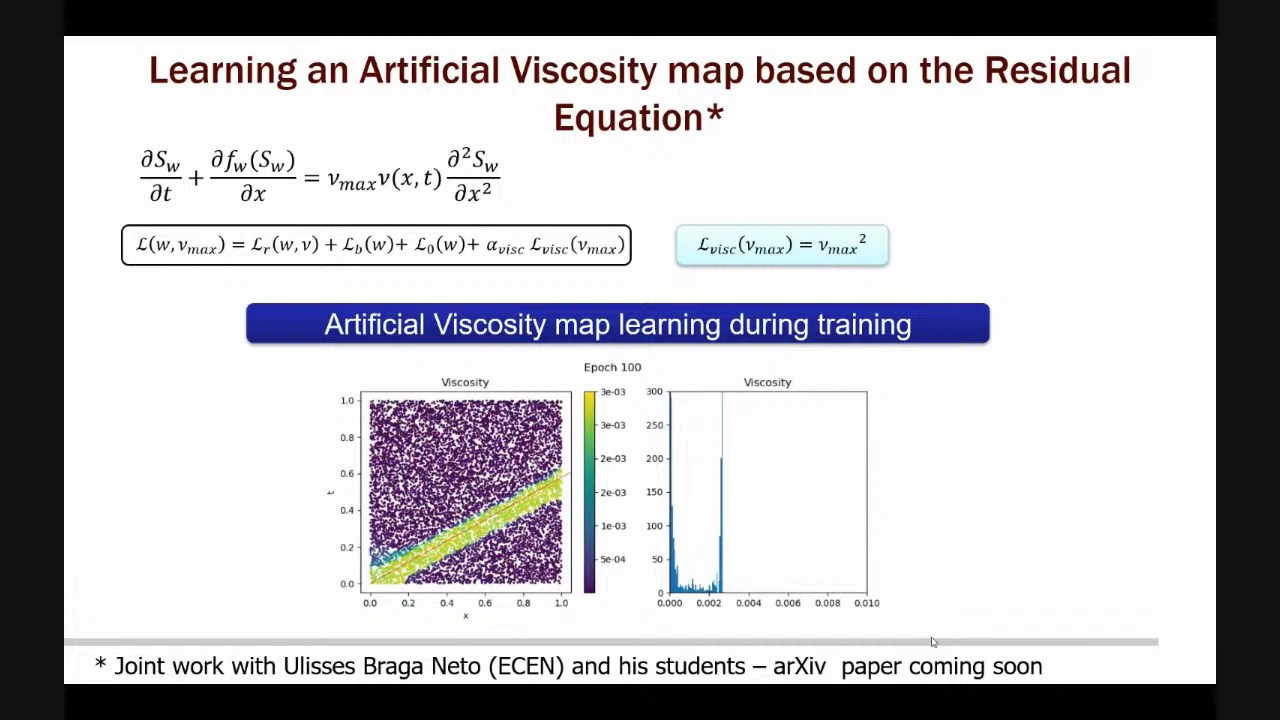 Learning an Artificial Viscosity map based on the Residual
Equation*
∂S_w/∂t + ∂f_w(S_w)/∂x = ν_max ν(x, t) ∂²S_w/∂x²
ℒ(w, ν_max) = ℒ_r(w, ν) + ℒ_b(w)+ ℒ_0(w)+ α_visc ℒ_visc(ν_max)
ℒ_visc(ν_max) = ν_max²
Artificial Viscosity map learning during training
Epoch 100
Viscosity
1.0
0.8
0.6
0.4
0.2
0.0
t
0.0 0.2 0.4 0.6 0.8 1.0
x
3e-03
3e-03
2e-03
2e-03
1e-03
5e-04
Viscosity
300
250
200
150
100
50
0
0.000 0.002 0.004 0.006 0.008 0.010
* Joint work with Ulisses Braga Neto (ECEN) and his students – arXiv paper coming soon